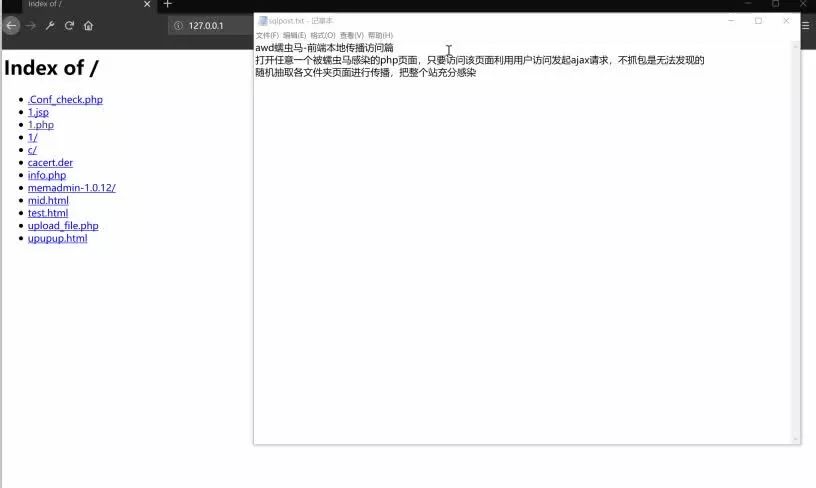 Index of /
sqlpost.txt - 记事本
127.0.0.1
文件(F) 编辑(E) 格式(O) 查看(V) 帮助(H)
awd蠕虫马-前端本地传播访问篇
打开任意一个被蠕虫马感染的php页面，只要访问该页面利用用户访问发起ajax请求，不抓包是无法发现的
随机抽取各文件夹页面进行传播，把整个站充分感染
Index of /
.Conf_check.php
1.jsp
1.php
1/
c/
cacert.der
info.php
memadmin-1.0.12/
mid.html
test.html
upload_file.php
upupup.html